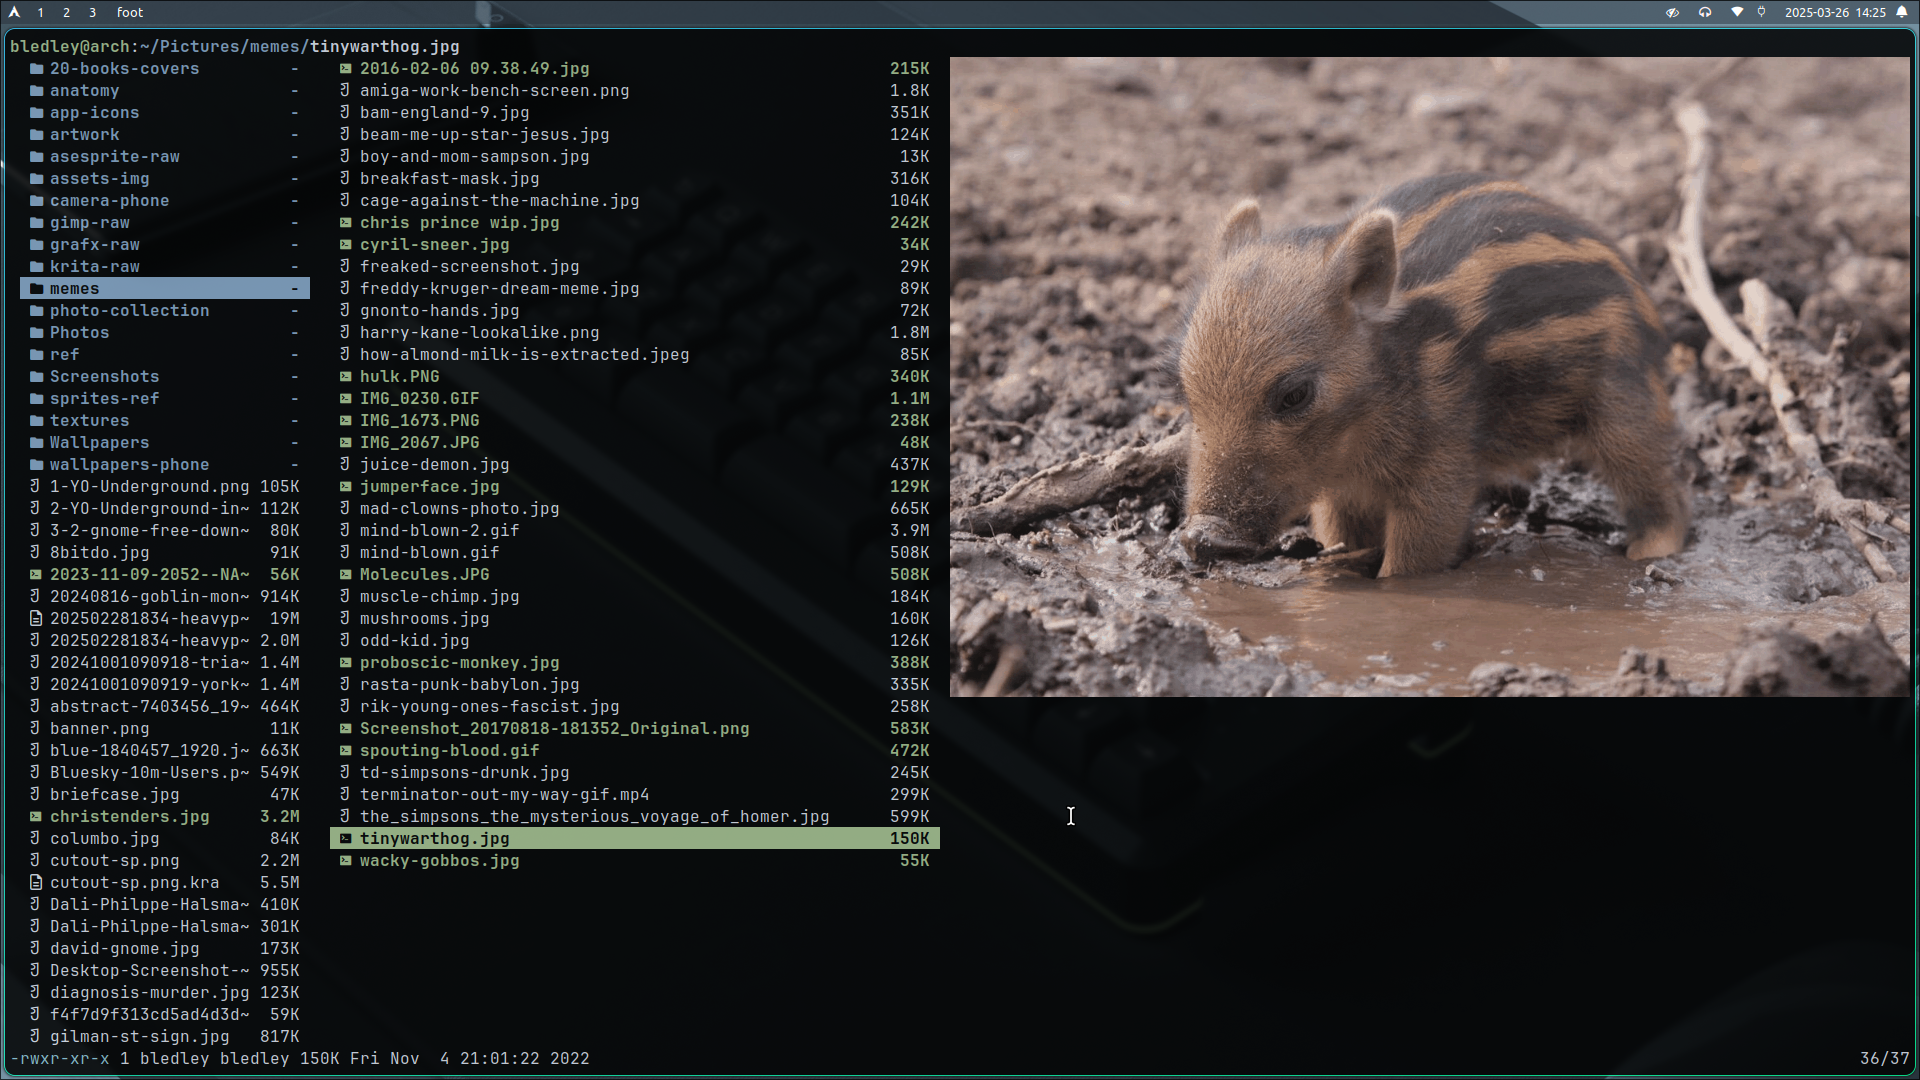 1 2 3 foot
2025-03-26 14:25
bledley@arch:~/Pictures/memes/tinywarthog.jpg
20-books-covers -
anatomy -
app-icons -
artwork -
asesprite-raw -
assets-img -
camera-phone -
gimp-raw -
grafx-raw -
krita-raw -
memes -
photo-collection -
Photos -
ref -
Screenshots -
sprites-ref -
textures -
Wallpapers -
wallpapers-phone -
1-YO-Underground.png 105K
2-YO-Underground-in~ 112K
3-2-gnome-free-down~ 80K
8bitdo.jpg 91K
2023-11-09-2052--NA~ 56K
20240816-goblin-mon~ 914K
202502281834-heavyp~ 19M
202502281834-heavyp~ 2.0M
20241001090918-tria~ 1.4M
20241001090919-york~ 1.4M
abstract-7403456_19~ 464K
banner.png 11K
blue-1840457_1920.j~ 663K
Bluesky-10m-Users.p~ 549K
briefcase.jpg 47K
christenders.jpg 3.2M
columbo.jpg 84K
cutout-sp.png 2.2M
cutout-sp.png.kra 5.5M
Dali-Philppe-Halsma~ 410K
Dali-Philppe-Halsma~ 301K
david-gnome.jpg 173K
Desktop-Screenshot-~ 955K
diagnosis-murder.jpg 123K
f4f7d9f313cd5ad4d3d~ 59K
gilman-st-sign.jpg 817K
2016-02-06 09.38.49.jpg 215K
amiga-work-bench-screen.png 1.8K
bam-england-9.jpg 351K
beam-me-up-star-jesus.jpg 124K
boy-and-mom-sampson.jpg 13K
breakfast-mask.jpg 316K
cage-against-the-machine.jpg 104K
chris prince wip.jpg 242K
cyril-sneer.jpg 34K
freaked-screenshot.jpg 29K
freddy-kruger-dream-meme.jpg 89K
gnonto-hands.jpg 72K
harry-kane-lookalike.png 1.8M
how-almond-milk-is-extracted.jpeg 85K
hulk.PNG 340K
IMG_0230.GIF 1.1M
IMG_1673.PNG 238K
IMG_2067.JPG 48K
juice-demon.jpg 437K
jumperface.jpg 129K
mad-clowns-photo.jpg 665K
mind-blown-2.gif 3.9M
mind-blown.gif 508K
Molecules.JPG 508K
muscle-chimp.jpg 184K
mushrooms.jpg 160K
odd-kid.jpg 126K
proboscic-monkey.jpg 388K
rasta-punk-babylon.jpg 335K
rik-young-ones-fascist.jpg 258K
Screenshot_20170818-181352_Original.png 583K
spouting-blood.gif 472K
td-simpsons-drunk.jpg 245K
terminator-out-my-way-gif.mp4 299K
the_simpsons_the_mysterious_voyage_of_homer.jpg 599K
tinywarthog.jpg 150K
wacky-gobbos.jpg 55K
-rwxr-xr-x 1 bledley bledley 150K Fri Nov  4 21:01:22 2022
36/37